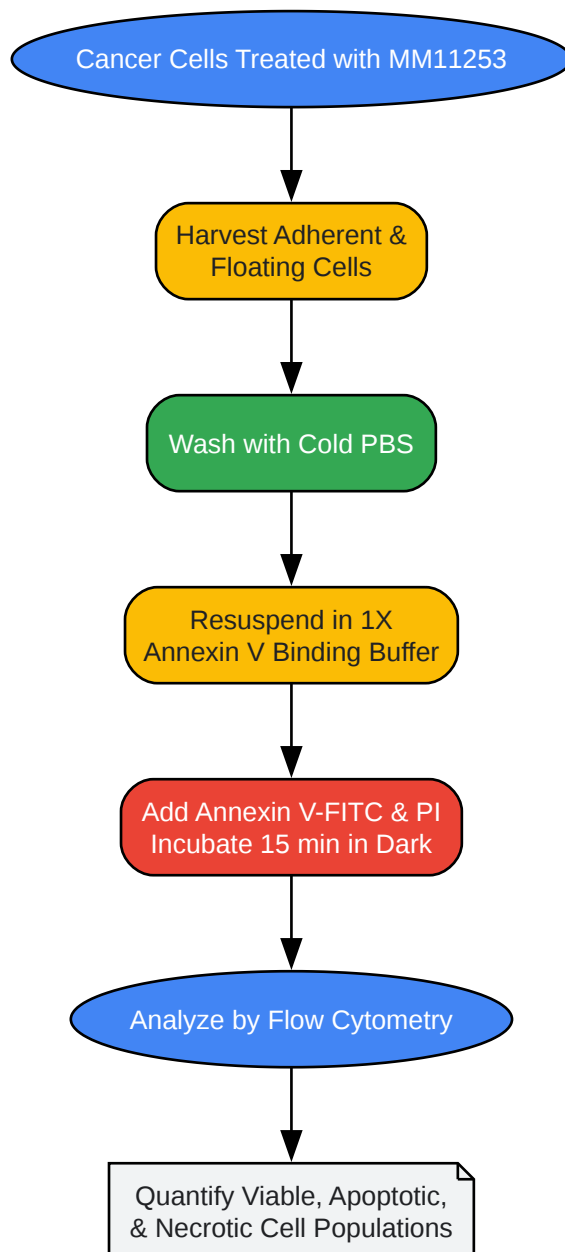 Cancer Cells Treated with MM11253
Harvest Adherent &
Floating Cells
Wash with Cold PBS
Resuspend in 1X
Annexin V Binding Buffer
Add Annexin V-FITC & PI
Incubate 15 min in Dark
Analyze by Flow Cytometry
Quantify Viable, Apoptotic,
& Necrotic Cell Populations